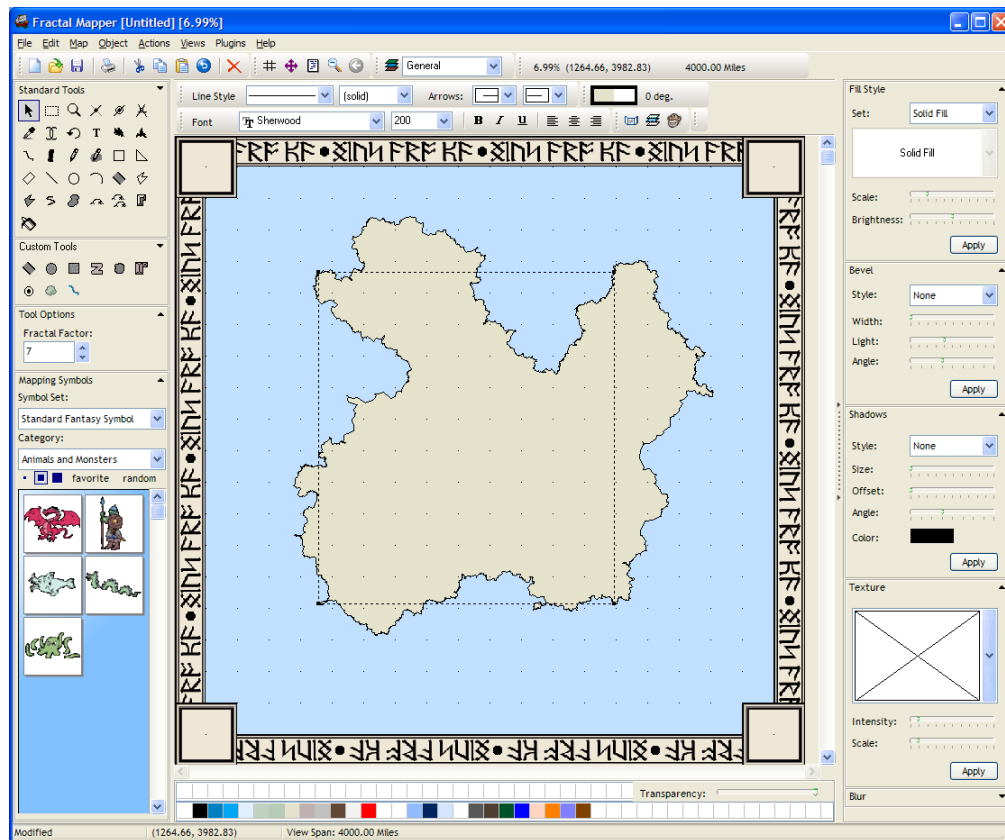 Fractal Mapper [Untitled] [6.99%]
File Edit Map Object Actions Views Plugins Help
General 6.99% (1264.66, 3982.83) 4000.00 Miles
Standard Tools
Line Style (solid) Arrows: 0 deg.
Font Sherwood 200 B I U
Custom Tools
Tool Options
Fractal Factor:
7
Mapping Symbols
Symbol Set:
Standard Fantasy Symbol
Category:
Animals and Monsters
favorite random
Fill Style
Set: Solid Fill
Solid Fill
Scale:
Brightness:
Apply
Bevel
Style: None
Width:
Light:
Angle:
Apply
Shadows
Style: None
Size:
Offset:
Angle:
Color:
Apply
Texture
Intensity:
Scale:
Apply
Blur
Transparency:
Modified (1264.66, 3982.83) View Span: 4000.00 Miles